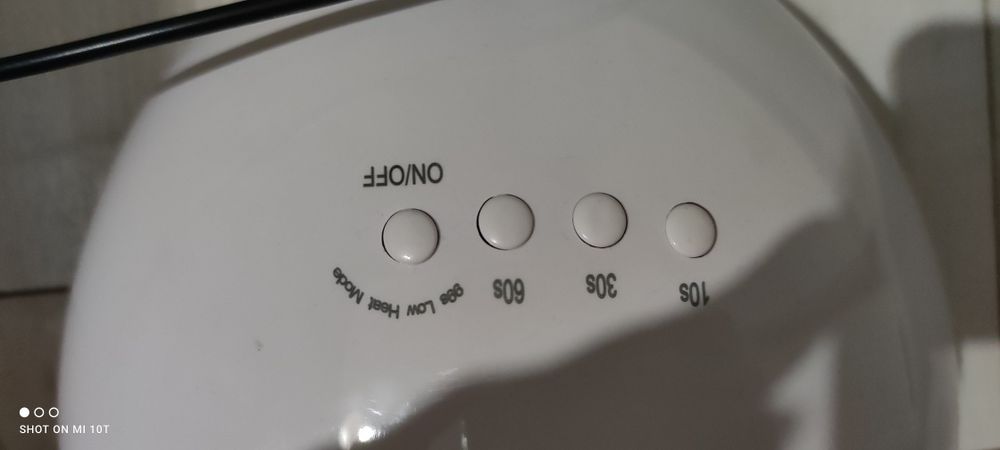 10s
30s
60s
99s Low Heat Mode
ON/OFF
SHOT ON MI 10T